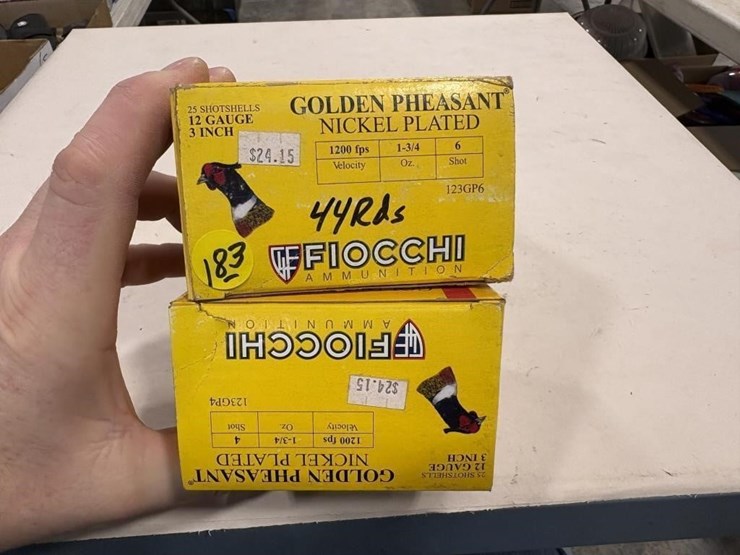 25 SHOTSHELLS
12 GAUGE
3 INCH
GOLDEN PHEASANT®
NICKEL PLATED
$24.15
1200 fps 1-3/4 6
Velocity Oz. Shot
123GP6
44Rds
183
FIOCCHI
AMMUNITION
25 SHOTSHELLS
12 GAUGE
3 INCH
GOLDEN PHEASANT®
NICKEL PLATED
1200 fps 1-3/4 4
Velocity Oz. Shot
123GP4
$24.15
FIOCCHI
AMMUNITION